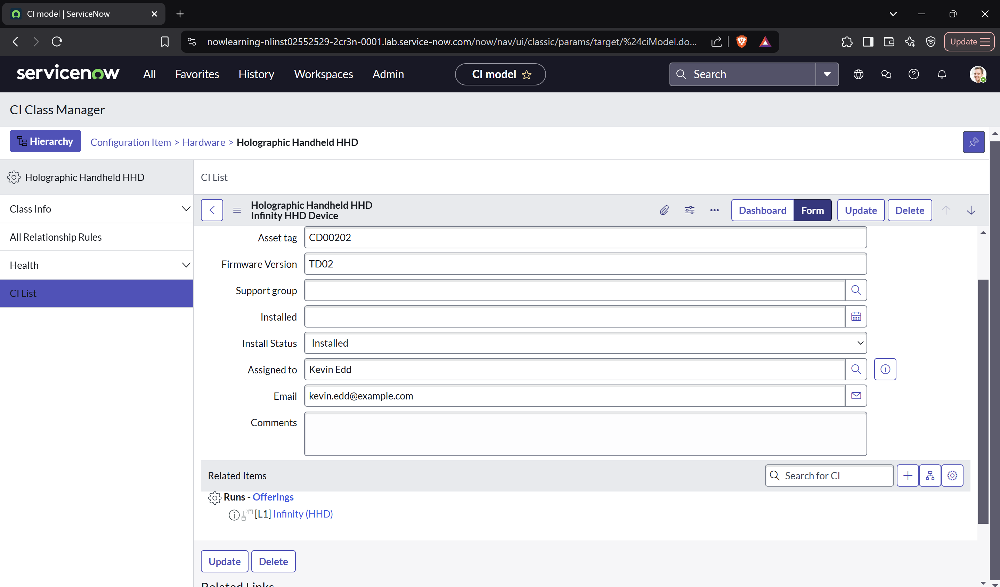 CI model | ServiceNow
nowlearning-nlinst02552529-2cr3n-0001.lab.service-now.com/now/nav/ui/classic/params/target/%24ciModel.do...
Update
servicenow
All
Favorites
History
Workspaces
Admin
CI model
Search
CI Class Manager
Hierarchy
Configuration Item > Hardware > Holographic Handheld HHD
Holographic Handheld HHD
Class Info
All Relationship Rules
Health
CI List
CI List
Holographic Handheld HHD
Infinity HHD Device
Dashboard
Form
Update
Delete
Asset tag
CD00202
Firmware Version
TD02
Support group
Installed
Install Status
Installed
Assigned to
Kevin Edd
Email
kevin.edd@example.com
Comments
Related Items
Search for CI
Runs - Offerings
[L1] Infinity (HHD)
Update
Delete
Related Links